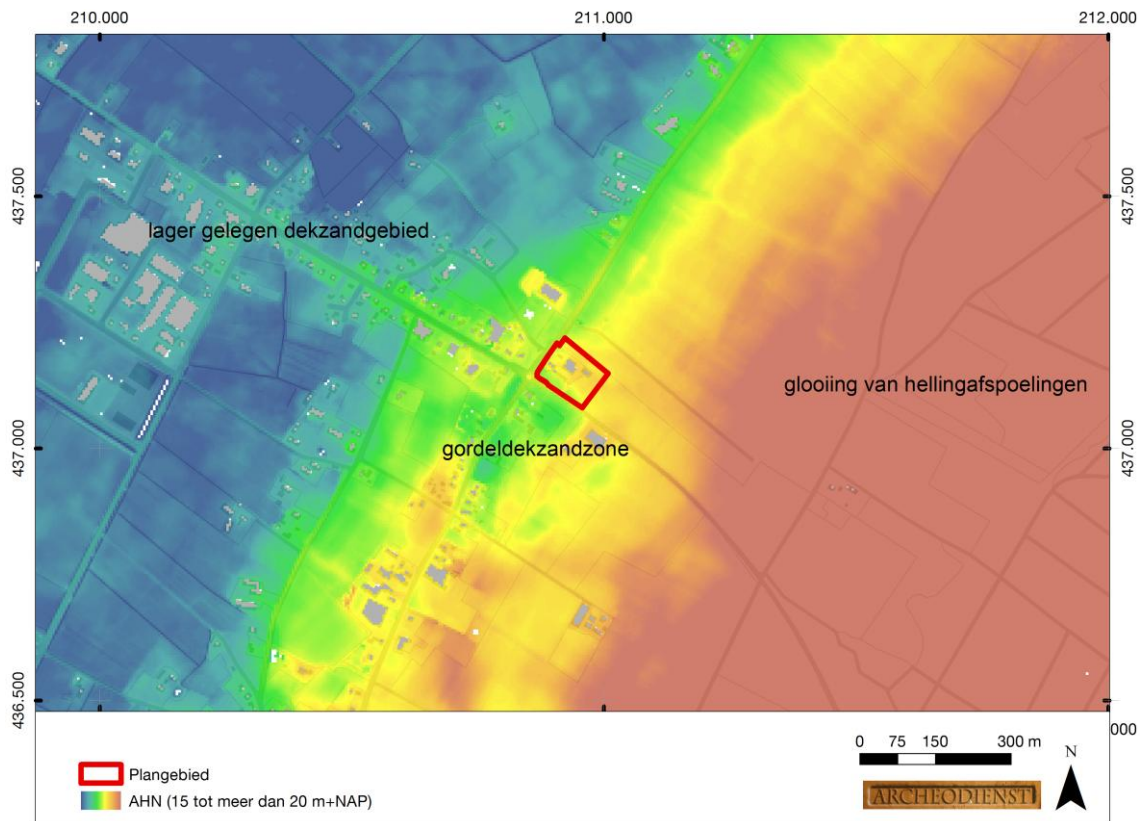 210.000
211.000
212.000
437.500
437.500
lager gelegen dekzandgebied
glooiing van hellingafspoelingen
437.000
gordeldekzandzone
437.000
436.500
000
0 75 150 300 m
N
Plangebied
AHN (15 tot meer dan 20 m+NAP)
ARCHEODIENST